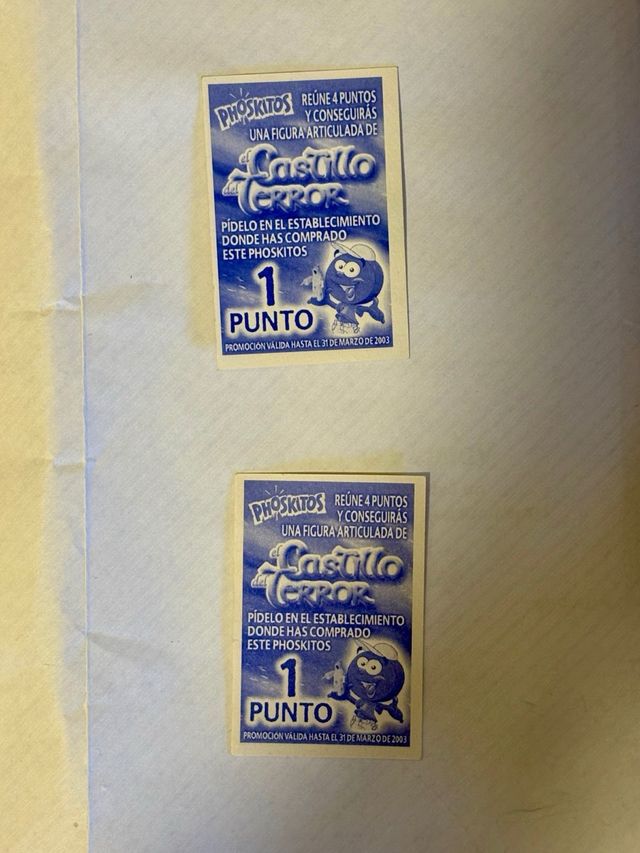 PHOSKITOS
REÚNE 4 PUNTOS
Y CONSEGUIRÁS
UNA FIGURA ARTICULADA DE
el Castillo
del Terror
PÍDELO EN EL ESTABLECIMIENTO
DONDE HAS COMPRADO
ESTE PHOSKITOS
1
PUNTO
PROMOCIÓN VÁLIDA HASTA EL 31 DE MARZO DE 2003
PHOSKITOS
REÚNE 4 PUNTOS
Y CONSEGUIRÁS
UNA FIGURA ARTICULADA DE
el Castillo
del Terror
PÍDELO EN EL ESTABLECIMIENTO
DONDE HAS COMPRADO
ESTE PHOSKITOS
1
PUNTO
PROMOCIÓN VÁLIDA HASTA EL 31 DE MARZO DE 2003